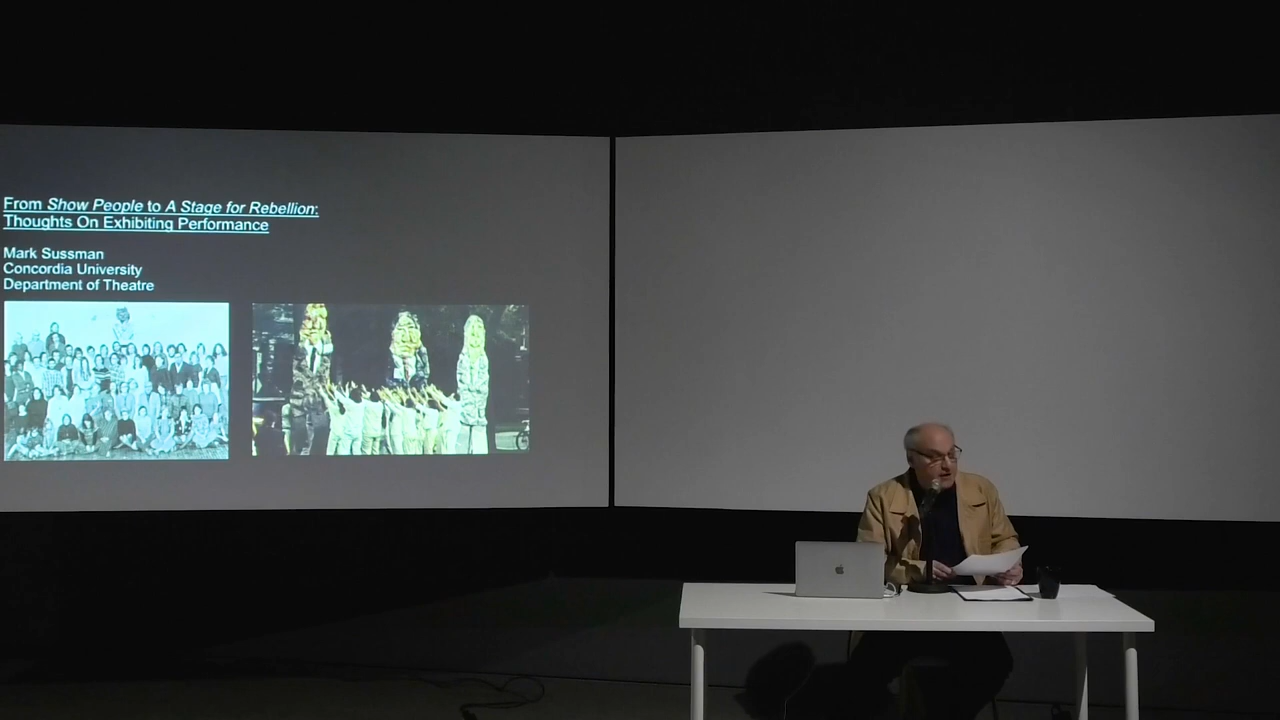 From Show People to A Stage for Rebellion:
Thoughts On Exhibiting Performance
Mark Sussman
Concordia University
Department of Theatre